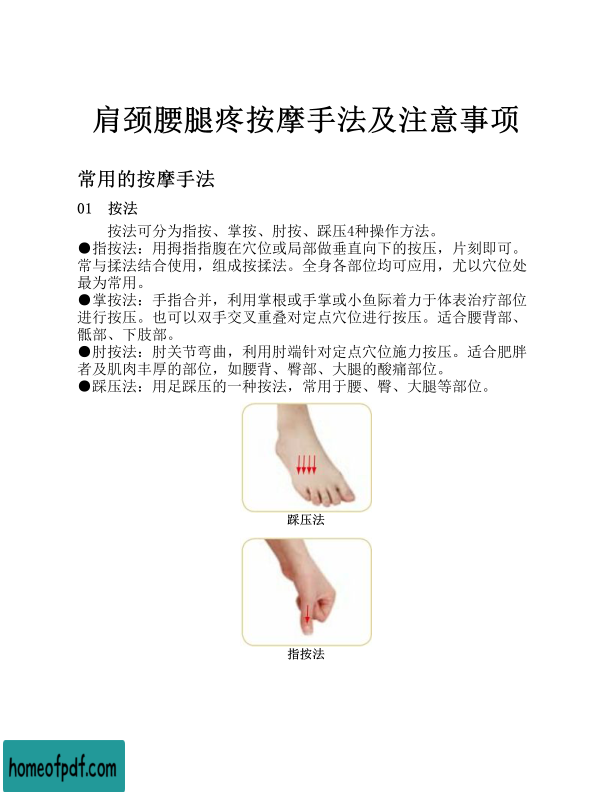 肩颈腰腿疼按摩手法及注意事项
常用的按摩手法
01 按法
按法可分为指按、掌按、肘按、踩压4种操作方法。
●指按法：用拇指指腹在穴位或局部做垂直向下的按压，片刻即可。
常与揉法结合使用，组成按揉法。全身各部位均可应用，尤以穴位处
最为常用。
●掌按法：手指合并，利用掌根或手掌或小鱼际着力于体表治疗部位
进行按压。也可以双手交叉重叠对定点穴位进行按压。适合腰背部、
骶部、下肢部。
●肘按法：肘关节弯曲，利用肘端针对定点穴位施力按压。适合肥胖
者及肌肉丰厚的部位，如腰背、臀部、大腿的酸痛部位。
●踩压法：用足踩压的一种按法，常用于腰、臀、大腿等部位。
踩压法
指按法
homeofpdf.com